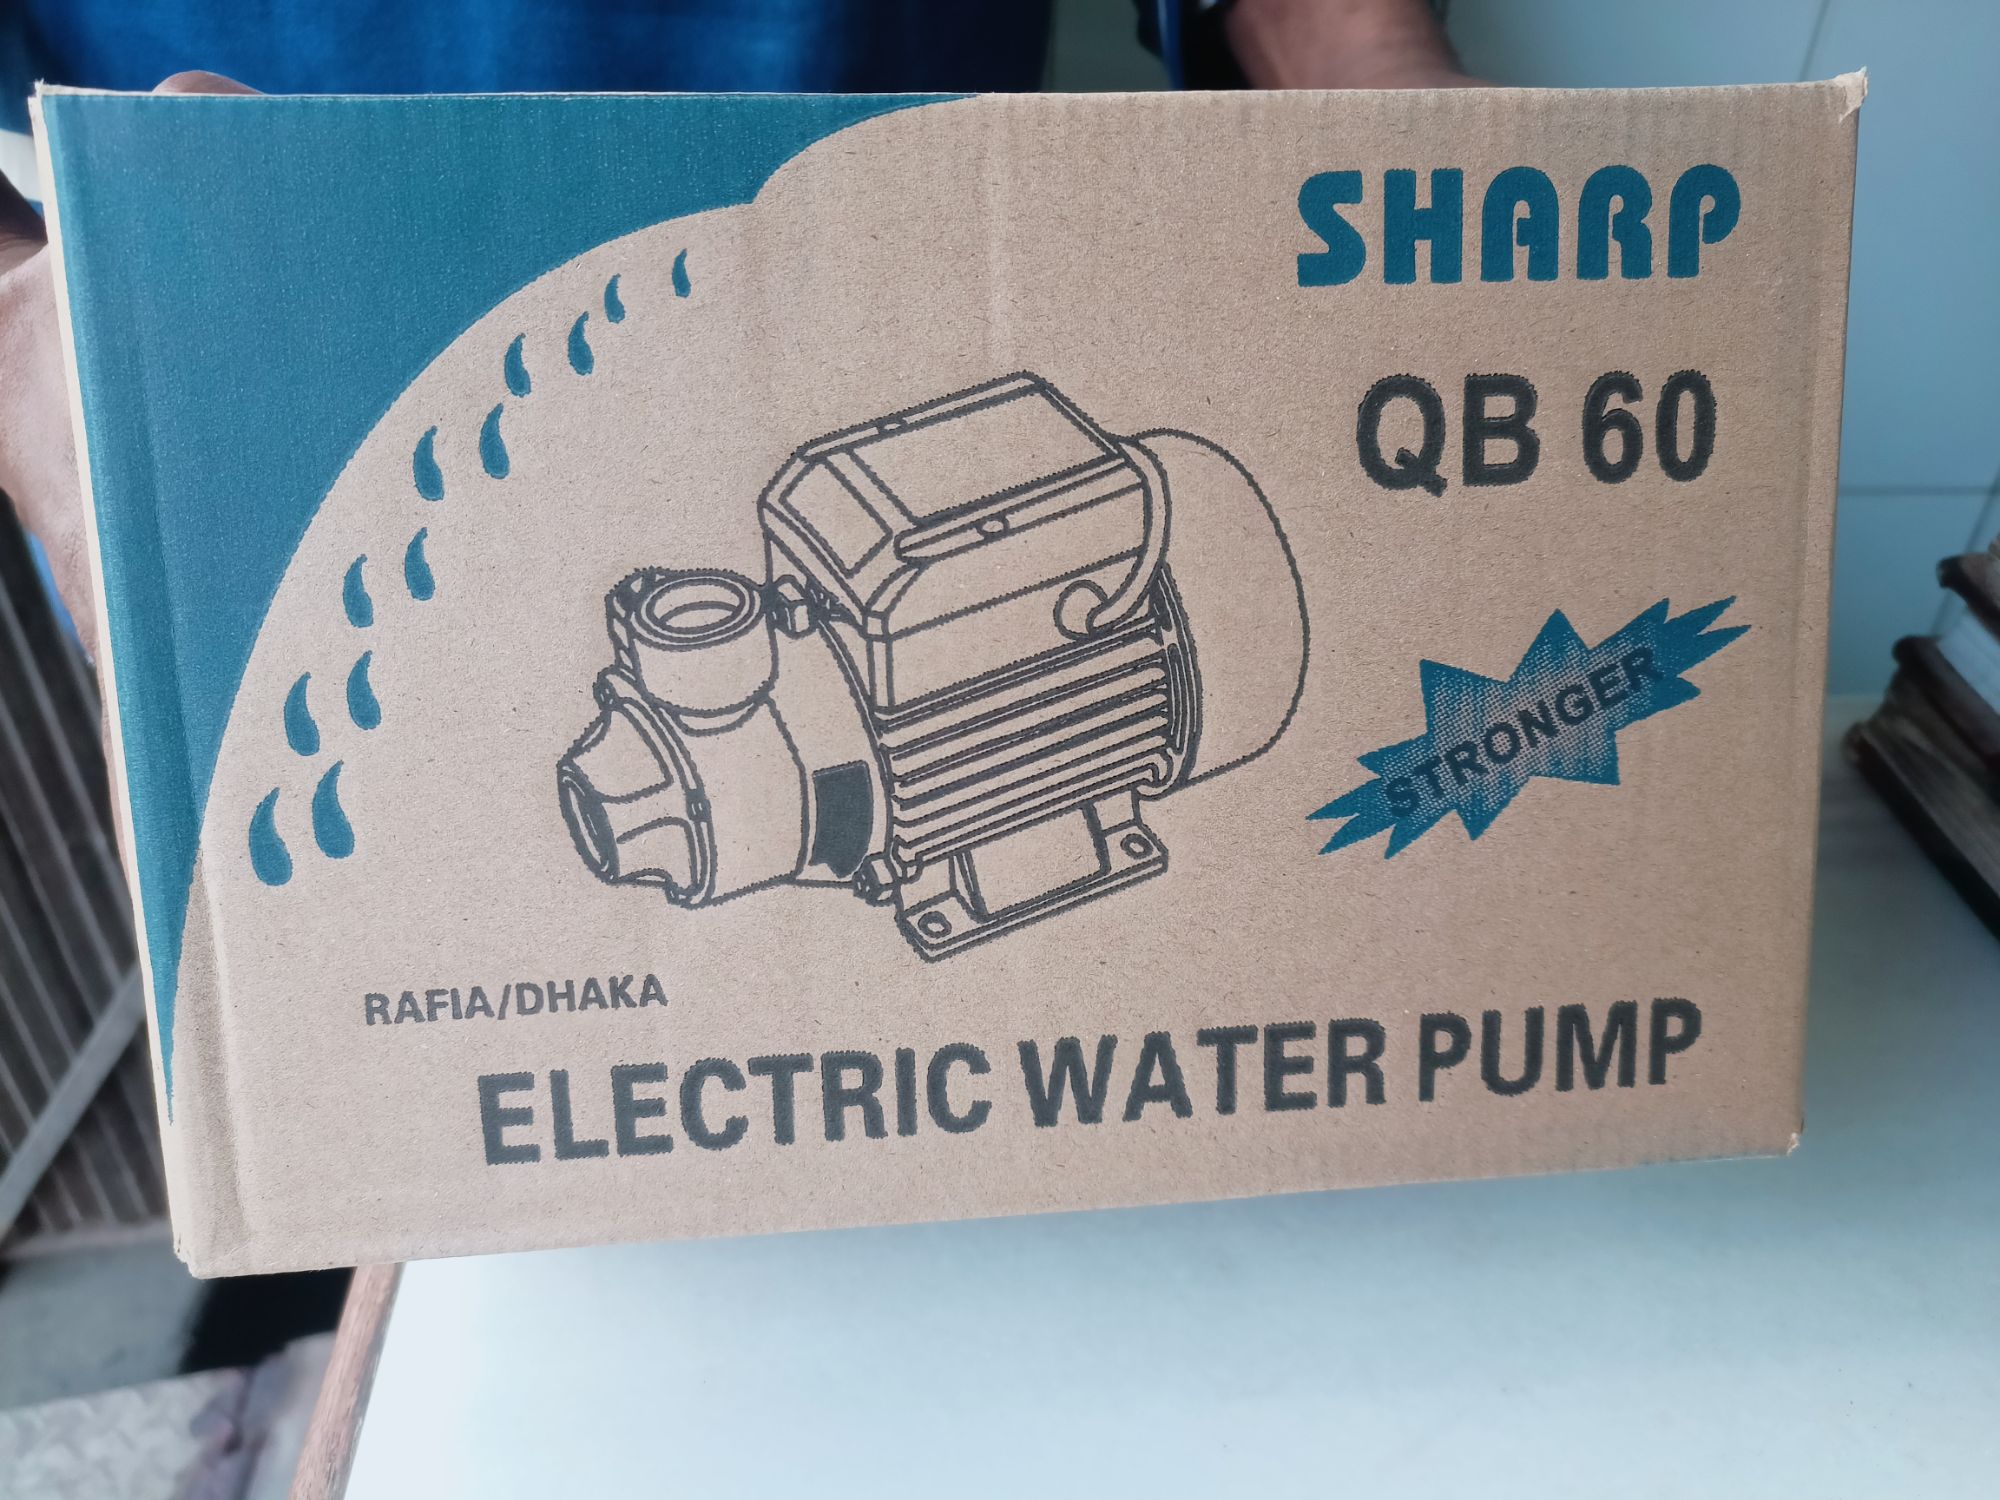 SHARP
QB 60
STRONGER
RAFIA/DHAKA
ELECTRIC WATER PUMP